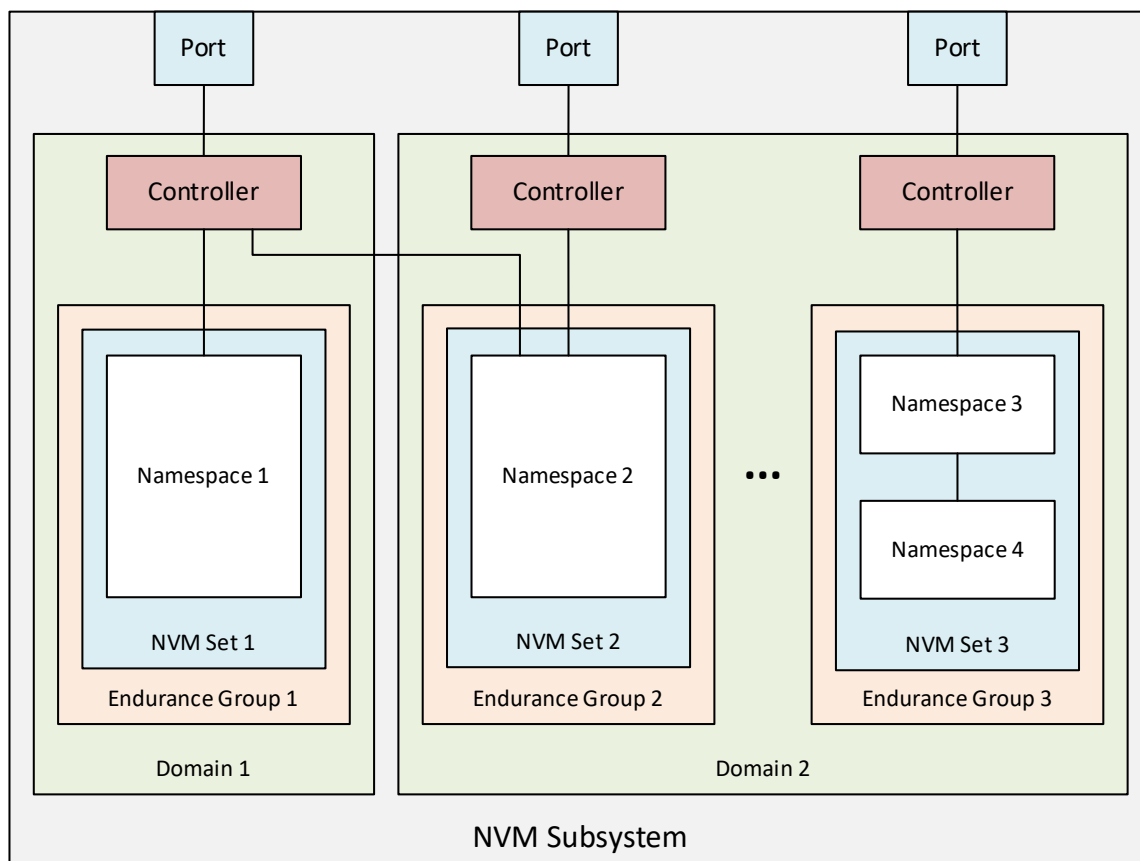 Port
Port
Port
Controller
Controller
Controller
Namespace 1
Namespace 2
...
Namespace 3
Namespace 4
NVM Set 1
NVM Set 2
NVM Set 3
Endurance Group 1
Endurance Group 2
Endurance Group 3
Domain 1
Domain 2
NVM Subsystem